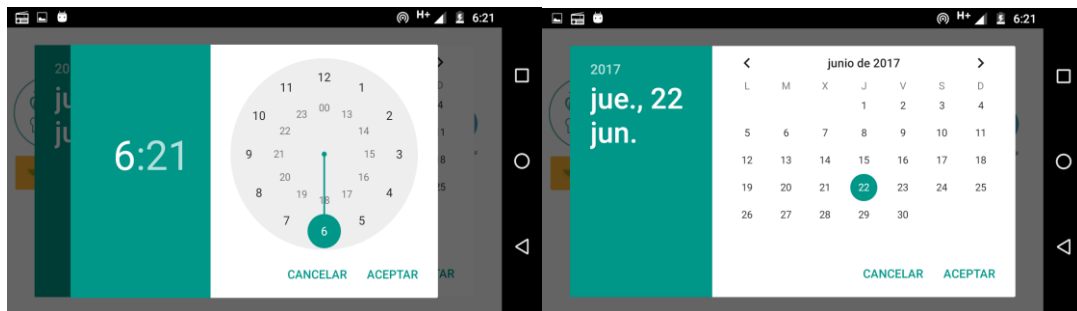 H+ 6:21
20
jue
jun
6:21
12
11 1
23 00 13
10 2
22 14
9 21 15 3
20 16
8 4
19 18 17
7 5
6
CANCELAR ACEPTAR
H+ 6:21
2017
jue., 22
jun.
junio de 2017
L M X J V S D
1 2 3 4
5 6 7 8 9 10 11
12 13 14 15 16 17 18
19 20 21 22 23 24 25
26 27 28 29 30
CANCELAR ACEPTAR